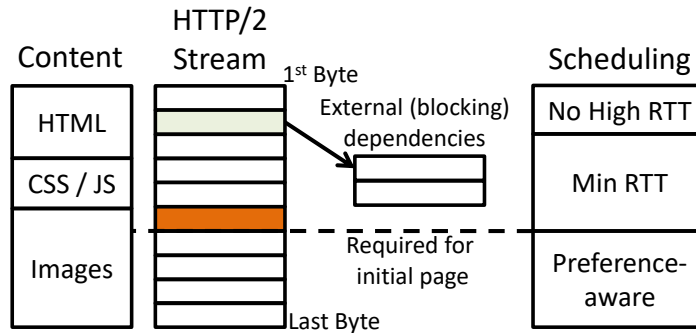 HTTP/2
Content
Stream
Scheduling
1st Byte
HTML
External (blocking)
dependencies
No High RTT
CSS / JS
Min RTT
Images
Required for
initial page
Preference-
aware
Last Byte